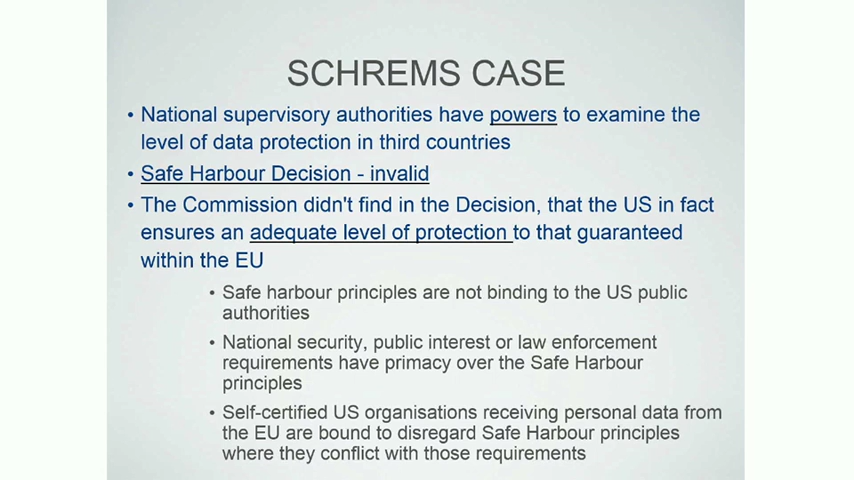 SCHREMS CASE
• National supervisory authorities have powers to examine the
level of data protection in third countries
• Safe Harbour Decision - invalid
• The Commission didn't find in the Decision, that the US in fact
ensures an adequate level of protection to that guaranteed
within the EU
• Safe harbour principles are not binding to the US public
authorities
• National security, public interest or law enforcement
requirements have primacy over the Safe Harbour
principles
• Self-certified US organisations receiving personal data from
the EU are bound to disregard Safe Harbour principles
where they conflict with those requirements